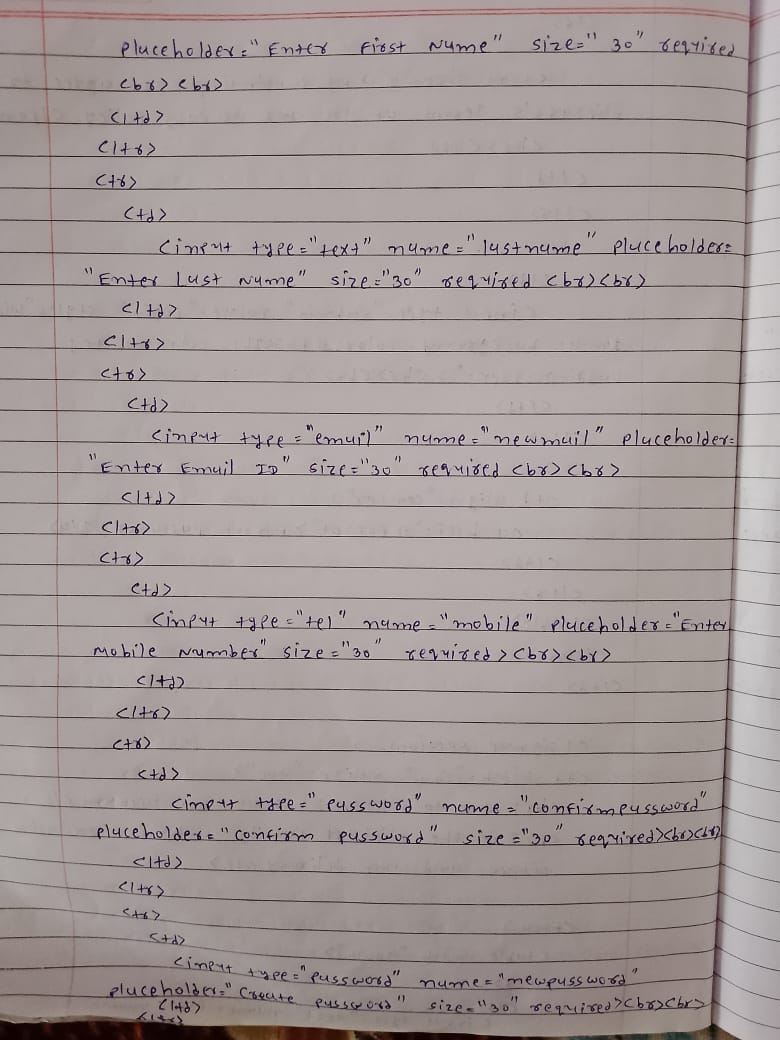 placeholder="Enter First Name" size="30" required
<br><br>
</td>
</tr>
<tr>
<td>
<input type="text" name="lastname" placeholder=
"Enter Last Name" size="30" required <br><br>
</td>
</tr>
<tr>
<td>
<input type="email" name="newmail" placeholder=
"Enter Email ID" size="30" required <br><br>
</td>
</tr>
<tr>
<td>
<input type="tel" name="mobile" placeholder="Enter
Mobile Number" size="30" required><br><br>
</td>
</tr>
<tr>
<td>
<input type="password" name="confirmpassword"
placeholder="confirm password" size="30" required><br><br>
</td>
</tr>
<tr>
<td>
<input type="password" name="newpassword"
placeholder="Create password" size="30" required><br><br>
</td>
</tr>